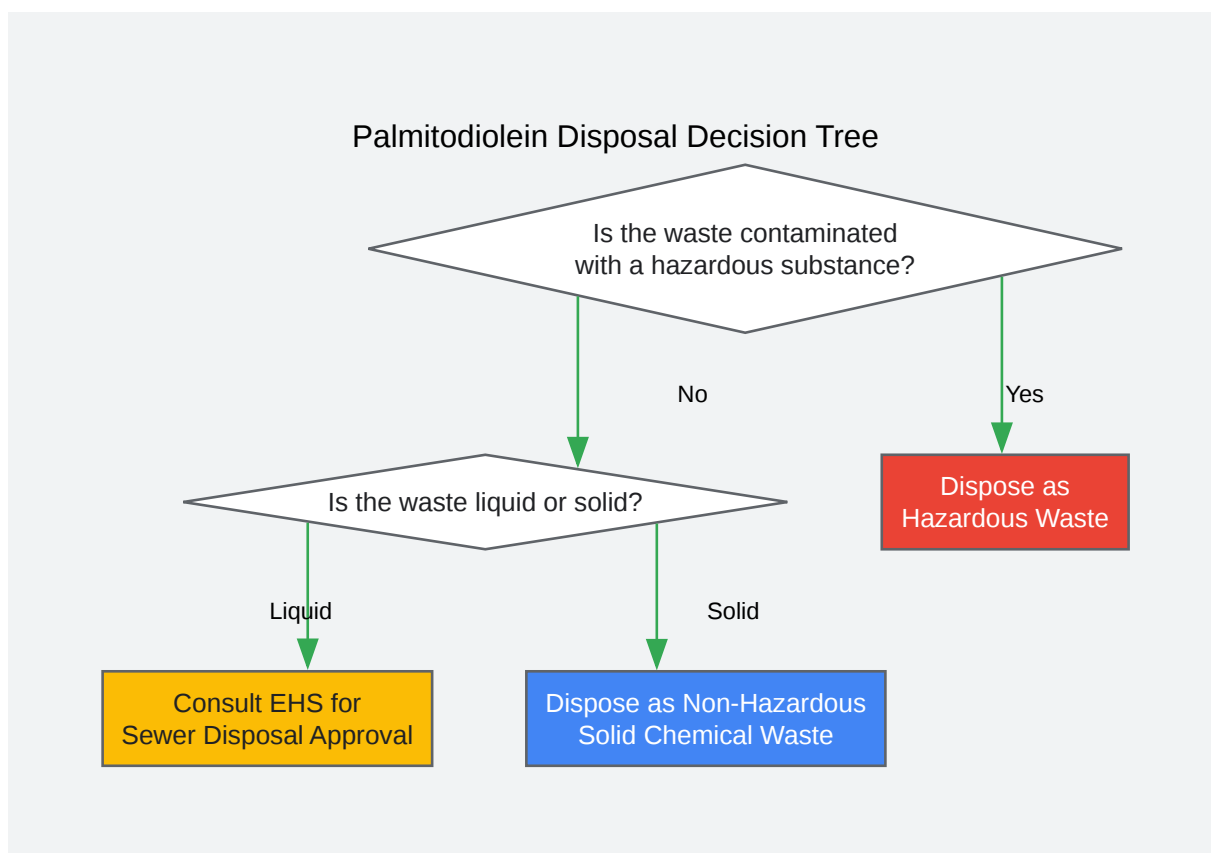 Palmitodiolein Disposal Decision Tree
Is the waste contaminated
with a hazardous substance?
No
Yes
Is the waste liquid or solid?
Dispose as
Hazardous Waste
Liquid
Solid
Consult EHS for
Sewer Disposal Approval
Dispose as Non-Hazardous
Solid Chemical Waste